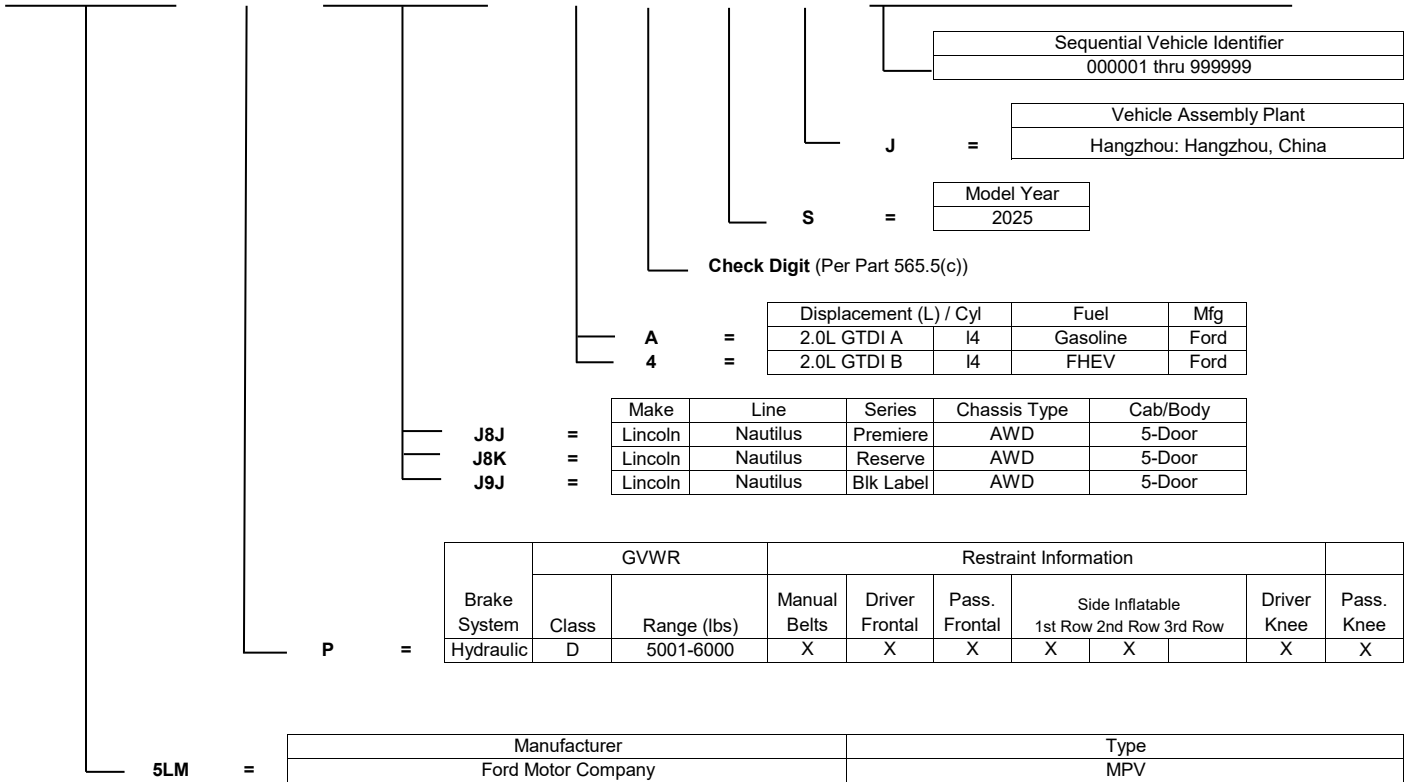 Sequential Vehicle Identifier
000001 thru 999999
Vehicle Assembly Plant
J = Hangzhou: Hangzhou, China
Model Year
S = 2025
Check Digit (Per Part 565.5(c))
Displacement (L) / Cyl Fuel Mfg
A = 2.0L GTDI A I4 Gasoline Ford
4 = 2.0L GTDI B I4 FHEV Ford
Make Line Series Chassis Type Cab/Body
J8J = Lincoln Nautilus Premiere AWD 5-Door
J8K = Lincoln Nautilus Reserve AWD 5-Door
J9J = Lincoln Nautilus Blk Label AWD 5-Door
GVWR Restraint Information
Brake Manual Driver Pass. Side Inflatable Driver Pass.
System Class Range (lbs) Belts Frontal Frontal 1st Row 2nd Row 3rd Row Knee Knee
P = Hydraulic D 5001-6000 X X X X X X X
Manufacturer Type
5LM = Ford Motor Company MPV